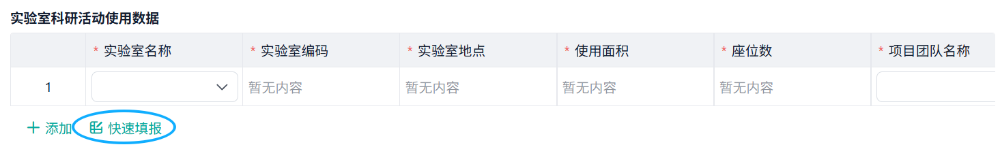 实验室科研活动使用数据
* 实验室名称 * 实验室编码 * 实验室地点 * 使用面积 * 座位数 * 项目团队名称
1 暂无内容 暂无内容 暂无内容 暂无内容
添加 快速填报